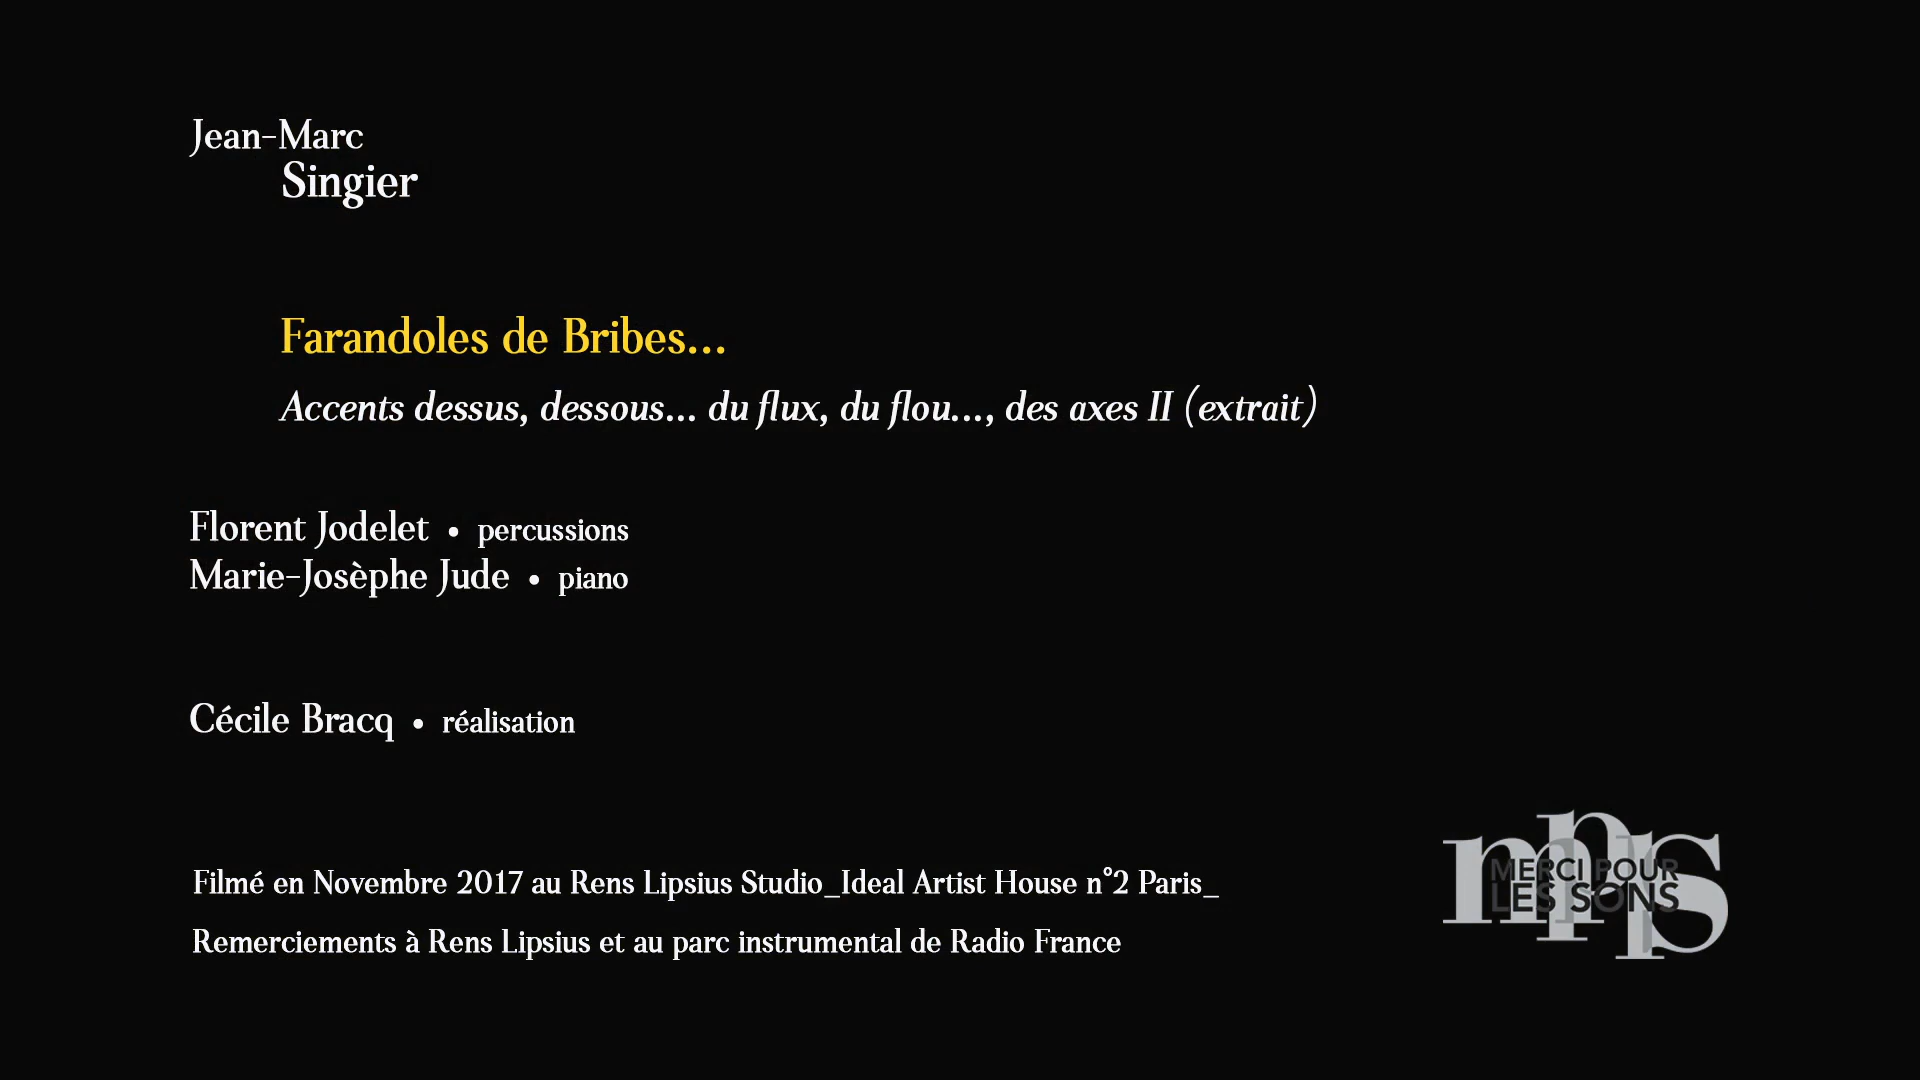 Jean-Marc
Singier
Farandoles de Bribes...
Accents dessus, dessous... du flux, du flou..., des axes II (extrait)
Florent Jodelet • percussions
Marie-Josèphe Jude • piano
Cécile Bracq • réalisation
Filmé en Novembre 2017 au Rens Lipsius Studio_Ideal Artist House n°2 Paris_
Remerciements à Rens Lipsius et au parc instrumental de Radio France
mpls
MERCI POUR
LES SONS